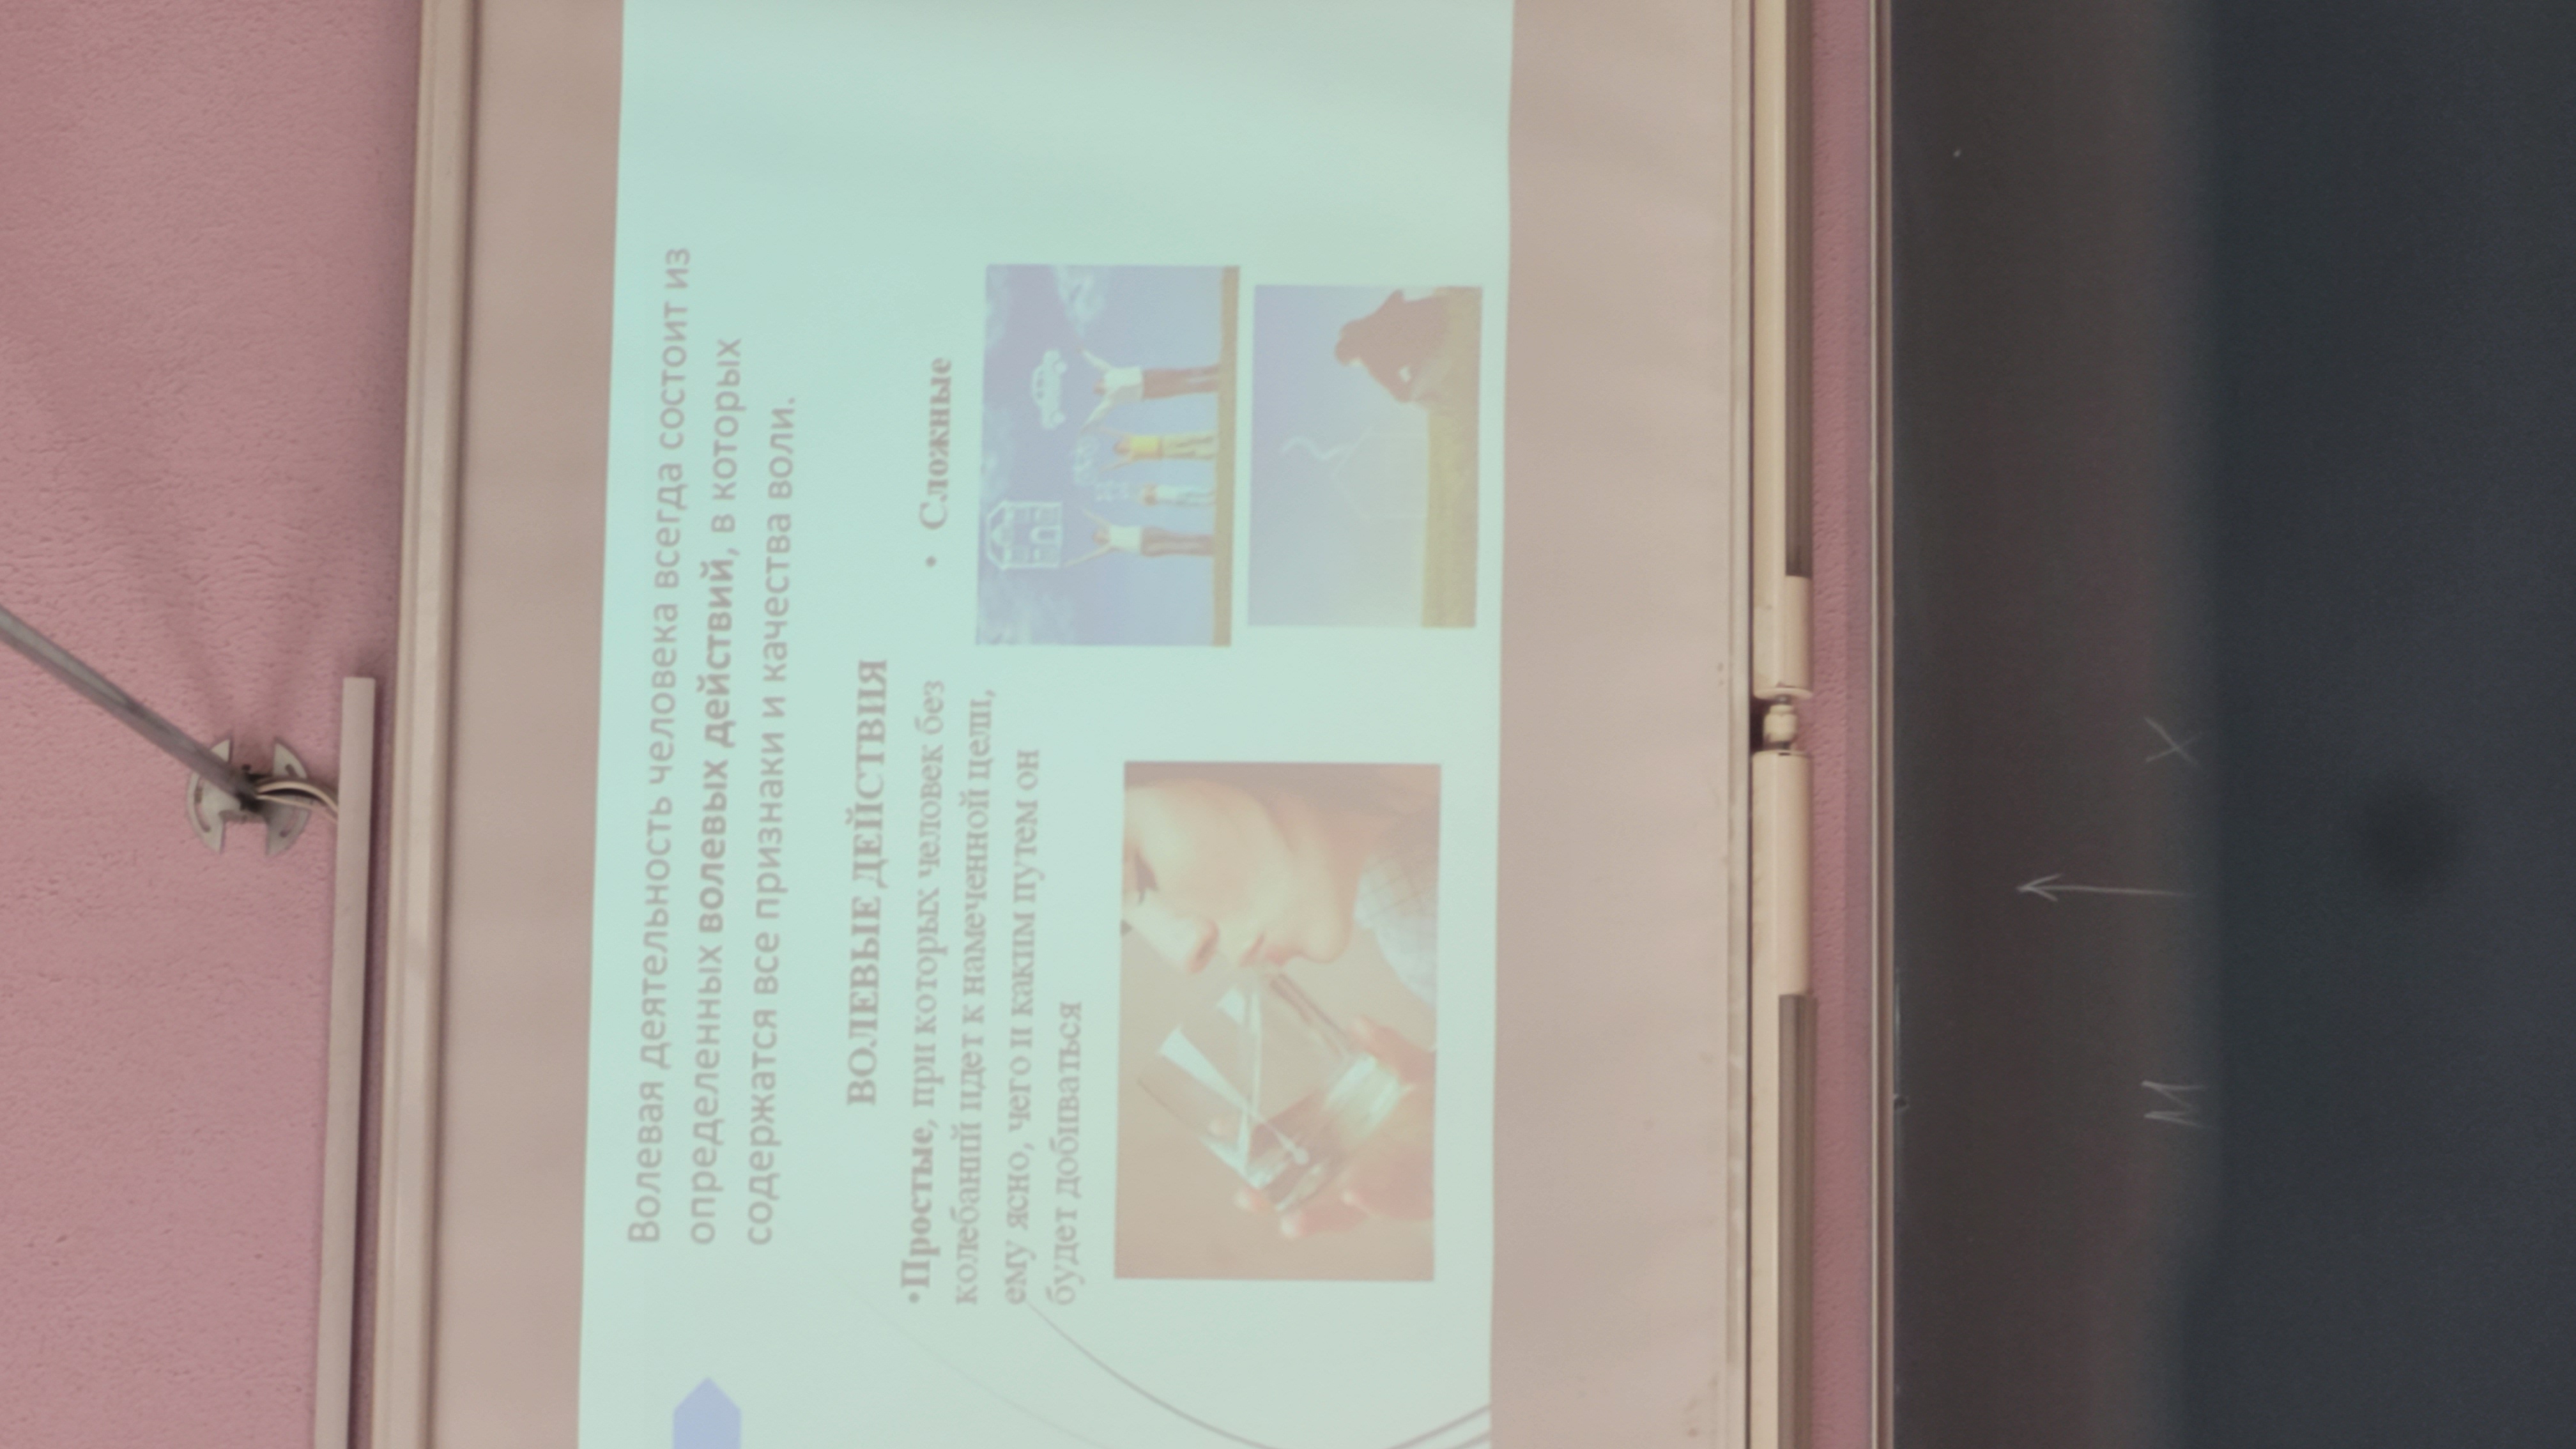 Волевая деятельность человека всегда состоит из
определенных волевых действий, в которых
содержатся все признаки и качества воли.
ВОЛЕВЫЕ ДЕЙСТВИЯ
•Простые, при которых человек без
колебаний идет к намеченной цели,
ему ясно, чего и каким путем он
будет добиваться
• Сложные
М Х